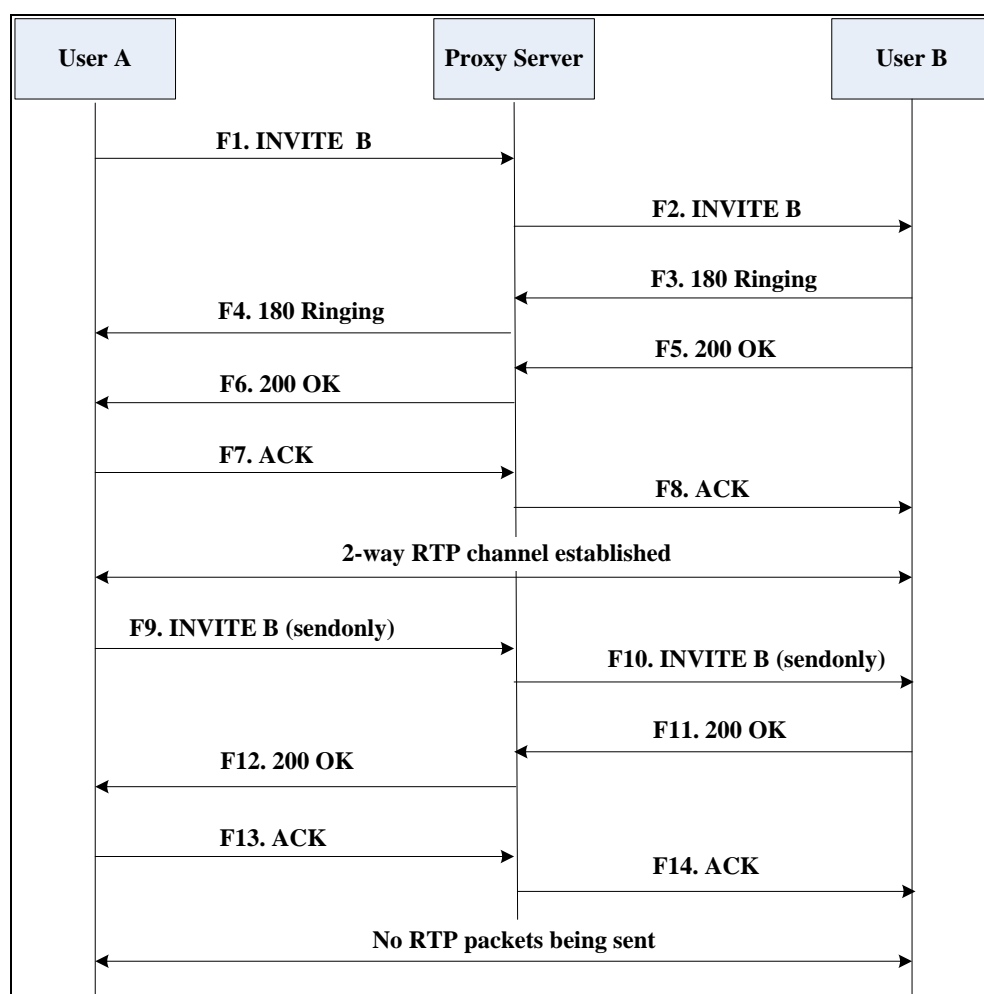 User A
Proxy Server
User B
F1. INVITE  B
F2. INVITE B
F3. 180 Ringing
F4. 180 Ringing
F5. 200 OK
F6. 200 OK
F7. ACK
F8. ACK
2-way RTP channel established
F9. INVITE B (sendonly)
F10. INVITE B (sendonly)
F11. 200 OK
F12. 200 OK
F13. ACK
F14. ACK
No RTP packets being sent